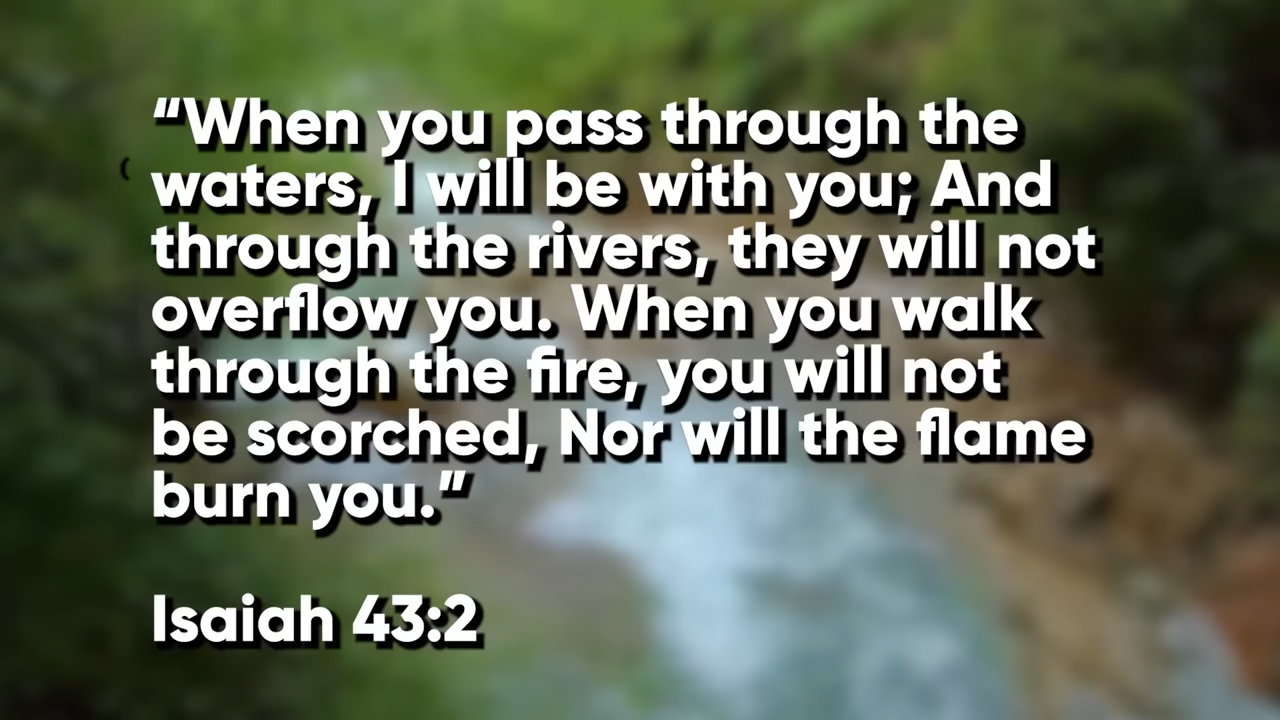 “When you pass through the
waters, I will be with you; And
through the rivers, they will not
overflow you. When you walk
through the fire, you will not
be scorched, Nor will the flame
burn you.”
Isaiah 43:2